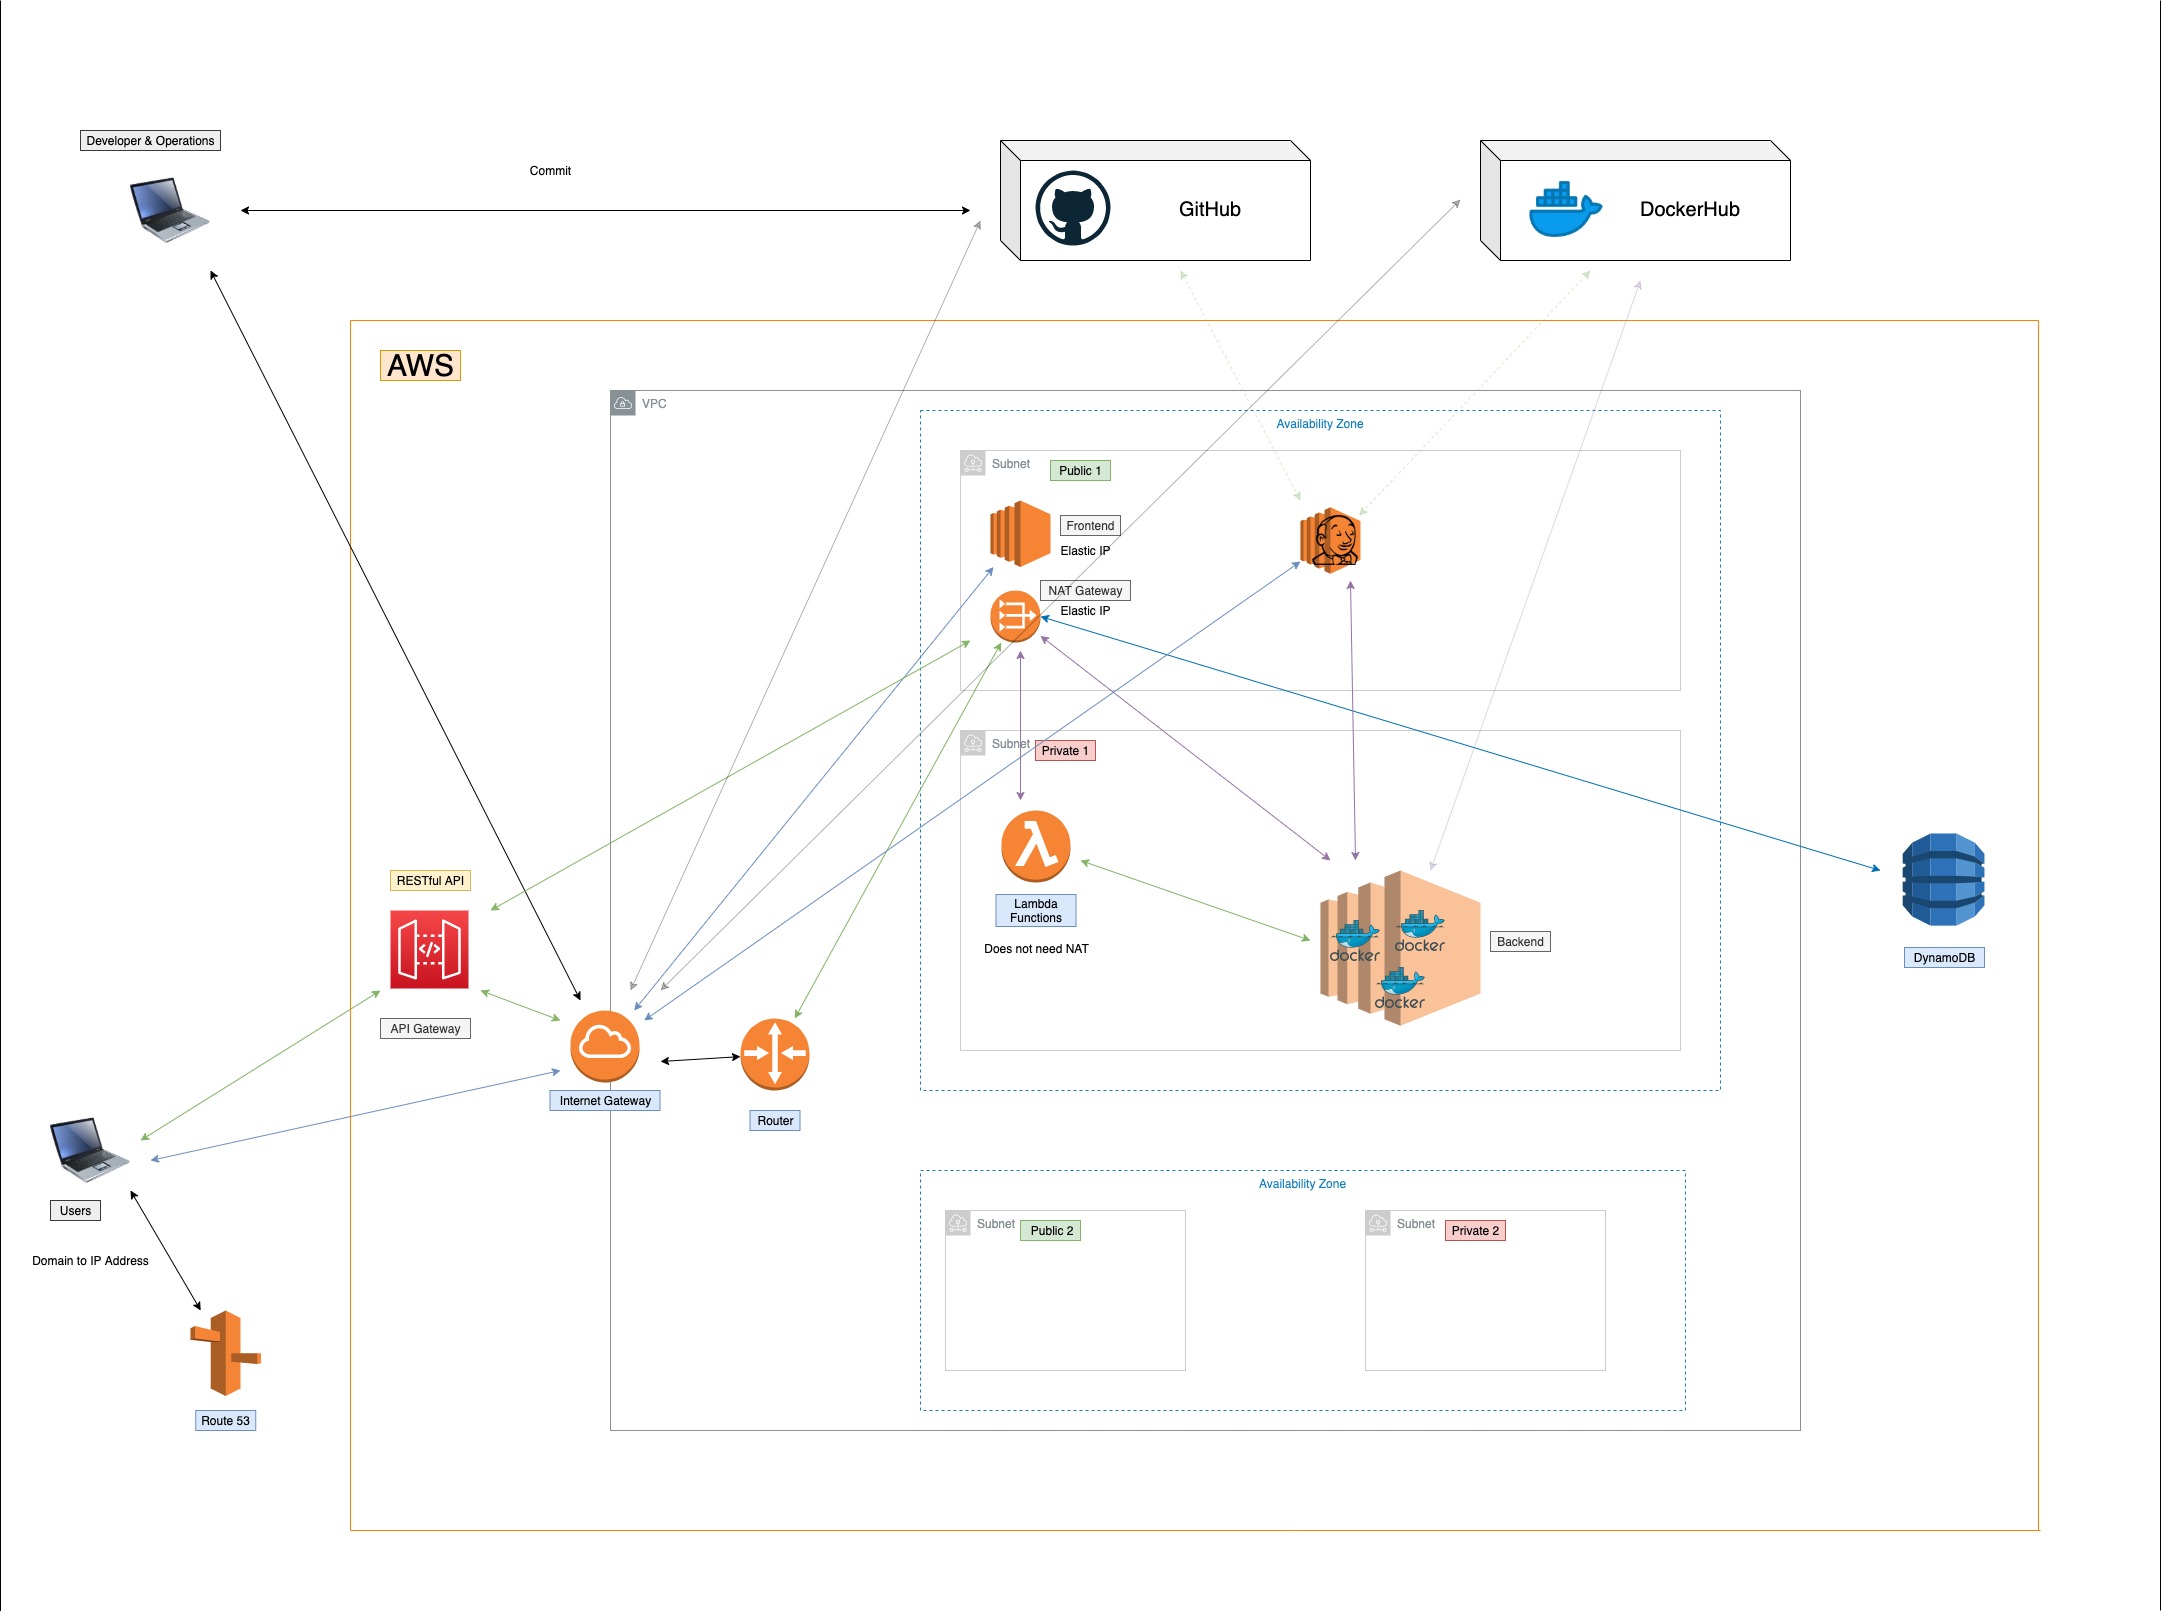 Developer & Operations
Commit
GitHub
DockerHub
AWS
VPC
Availability Zone
Subnet
Public 1
Frontend
Elastic IP
NAT Gateway
Elastic IP
Subnet
Private 1
RESTful API
Lambda
Functions
Does not need NAT
docker
docker
docker
Backend
DynamoDB
API Gateway
Internet Gateway
Router
Users
Domain to IP Address
Route 53
Availability Zone
Subnet
Public 2
Subnet
Private 2